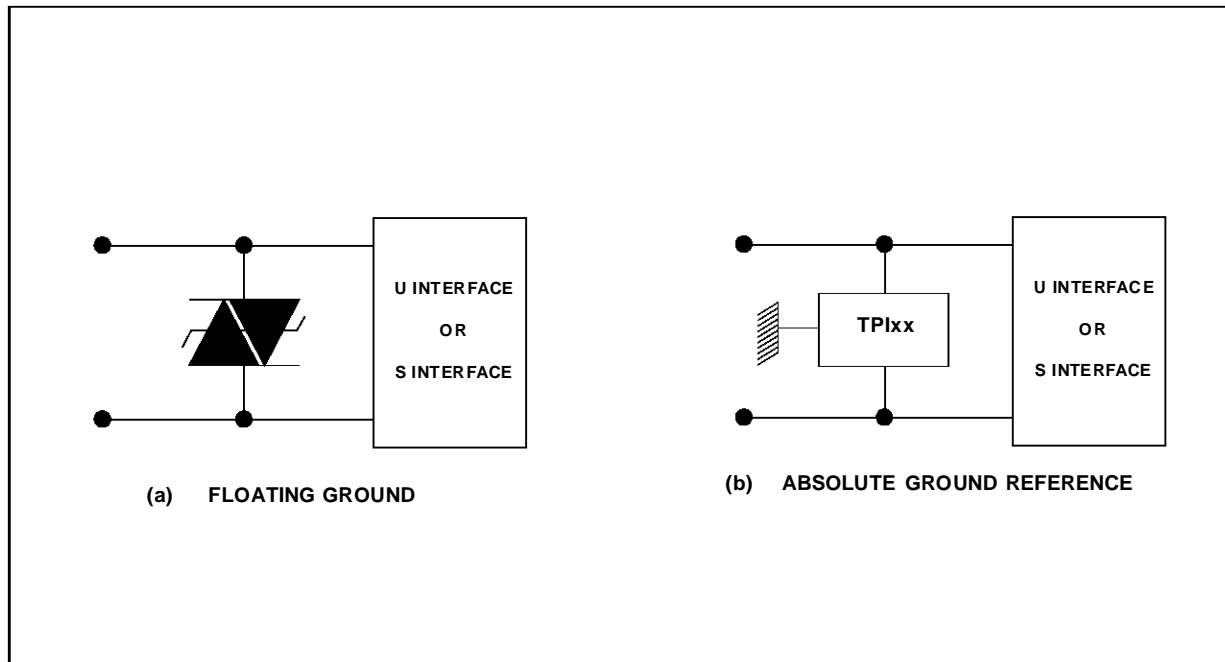 U INTERFACE
OR
S INTERFACE
(a) FLOATING GROUND
TPIxx
U INTERFACE
OR
S INTERFACE
(b) ABSOLUTE GROUND REFERENCE